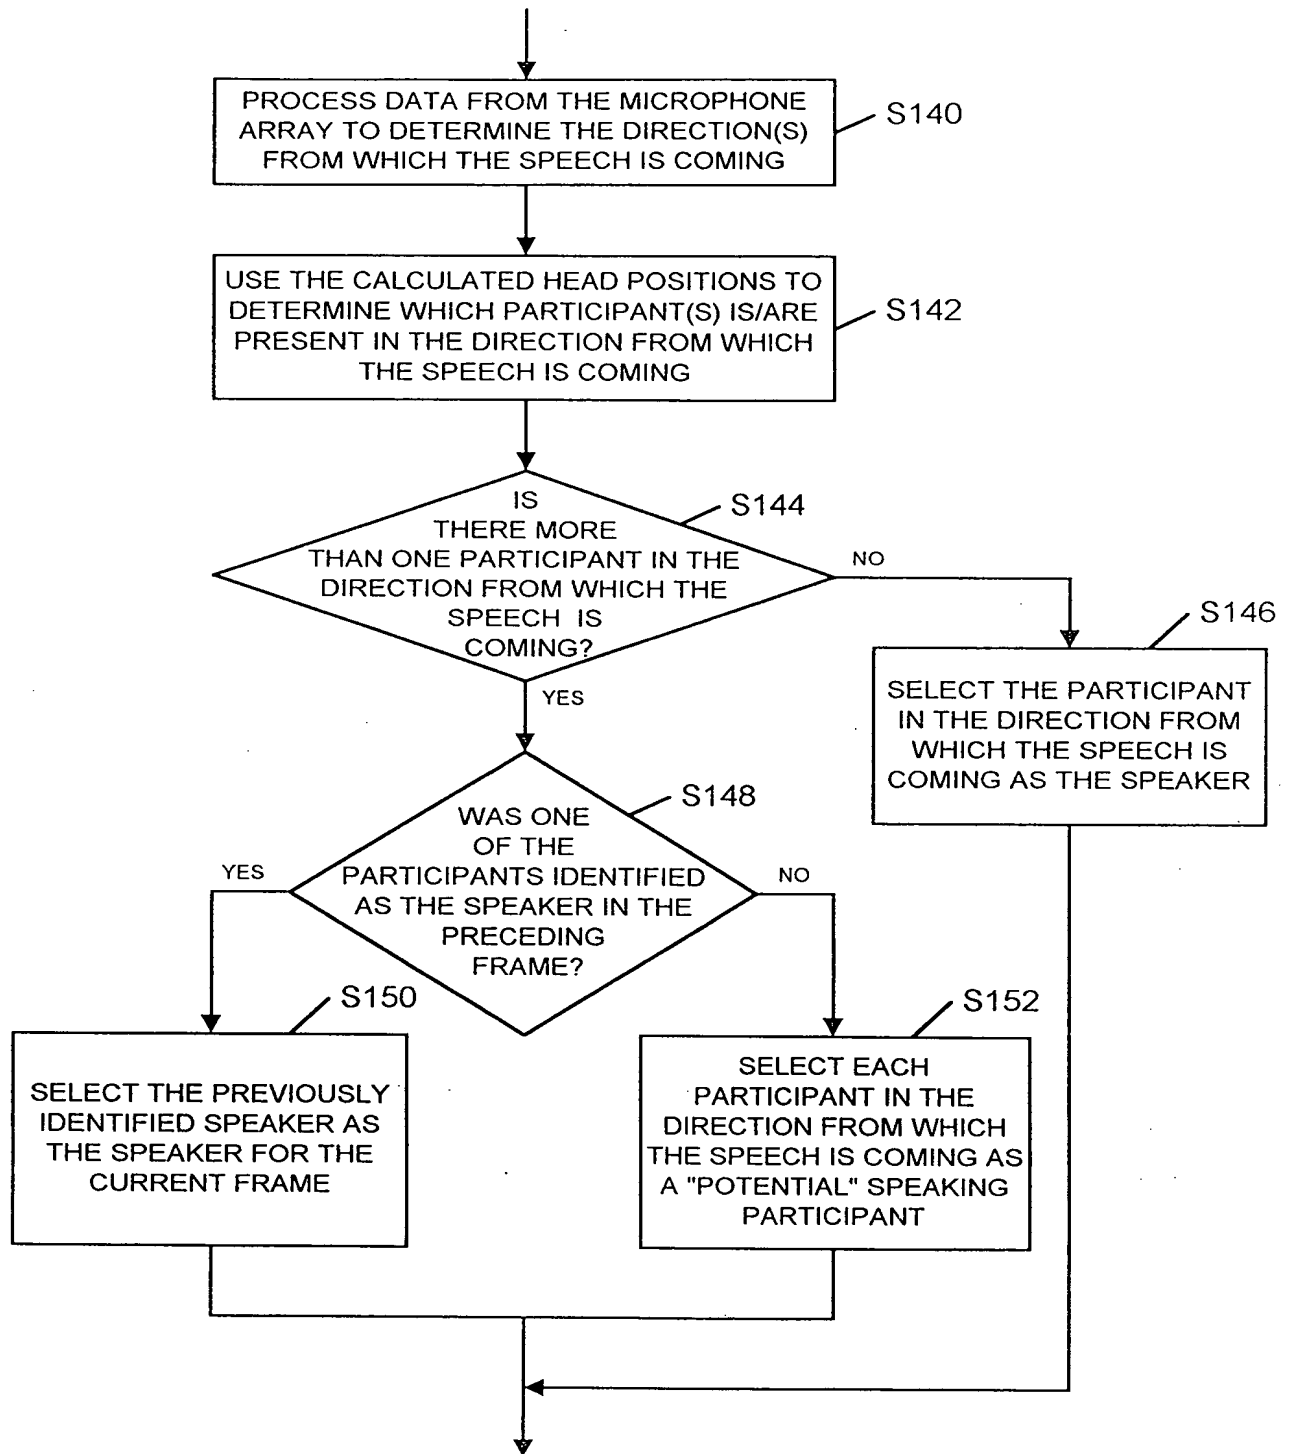 PROCESS DATA FROM THE MICROPHONE
ARRAY TO DETERMINE THE DIRECTION(S)
FROM WHICH THE SPEECH IS COMING
S140
USE THE CALCULATED HEAD POSITIONS TO
DETERMINE WHICH PARTICIPANT(S) IS/ARE
PRESENT IN THE DIRECTION FROM WHICH
THE SPEECH IS COMING
S142
IS
THERE MORE
THAN ONE PARTICIPANT IN THE
DIRECTION FROM WHICH THE
SPEECH IS
COMING?
S144
NO
YES
S146
SELECT THE PARTICIPANT
IN THE DIRECTION FROM
WHICH THE SPEECH IS
COMING AS THE SPEAKER
WAS ONE
OF THE
PARTICIPANTS IDENTIFIED
AS THE SPEAKER IN THE
PRECEDING
FRAME?
S148
YES
NO
S150
SELECT THE PREVIOUSLY
IDENTIFIED SPEAKER AS
THE SPEAKER FOR THE
CURRENT FRAME
S152
SELECT EACH
PARTICIPANT IN THE
DIRECTION FROM WHICH
THE SPEECH IS COMING AS
A "POTENTIAL" SPEAKING
PARTICIPANT